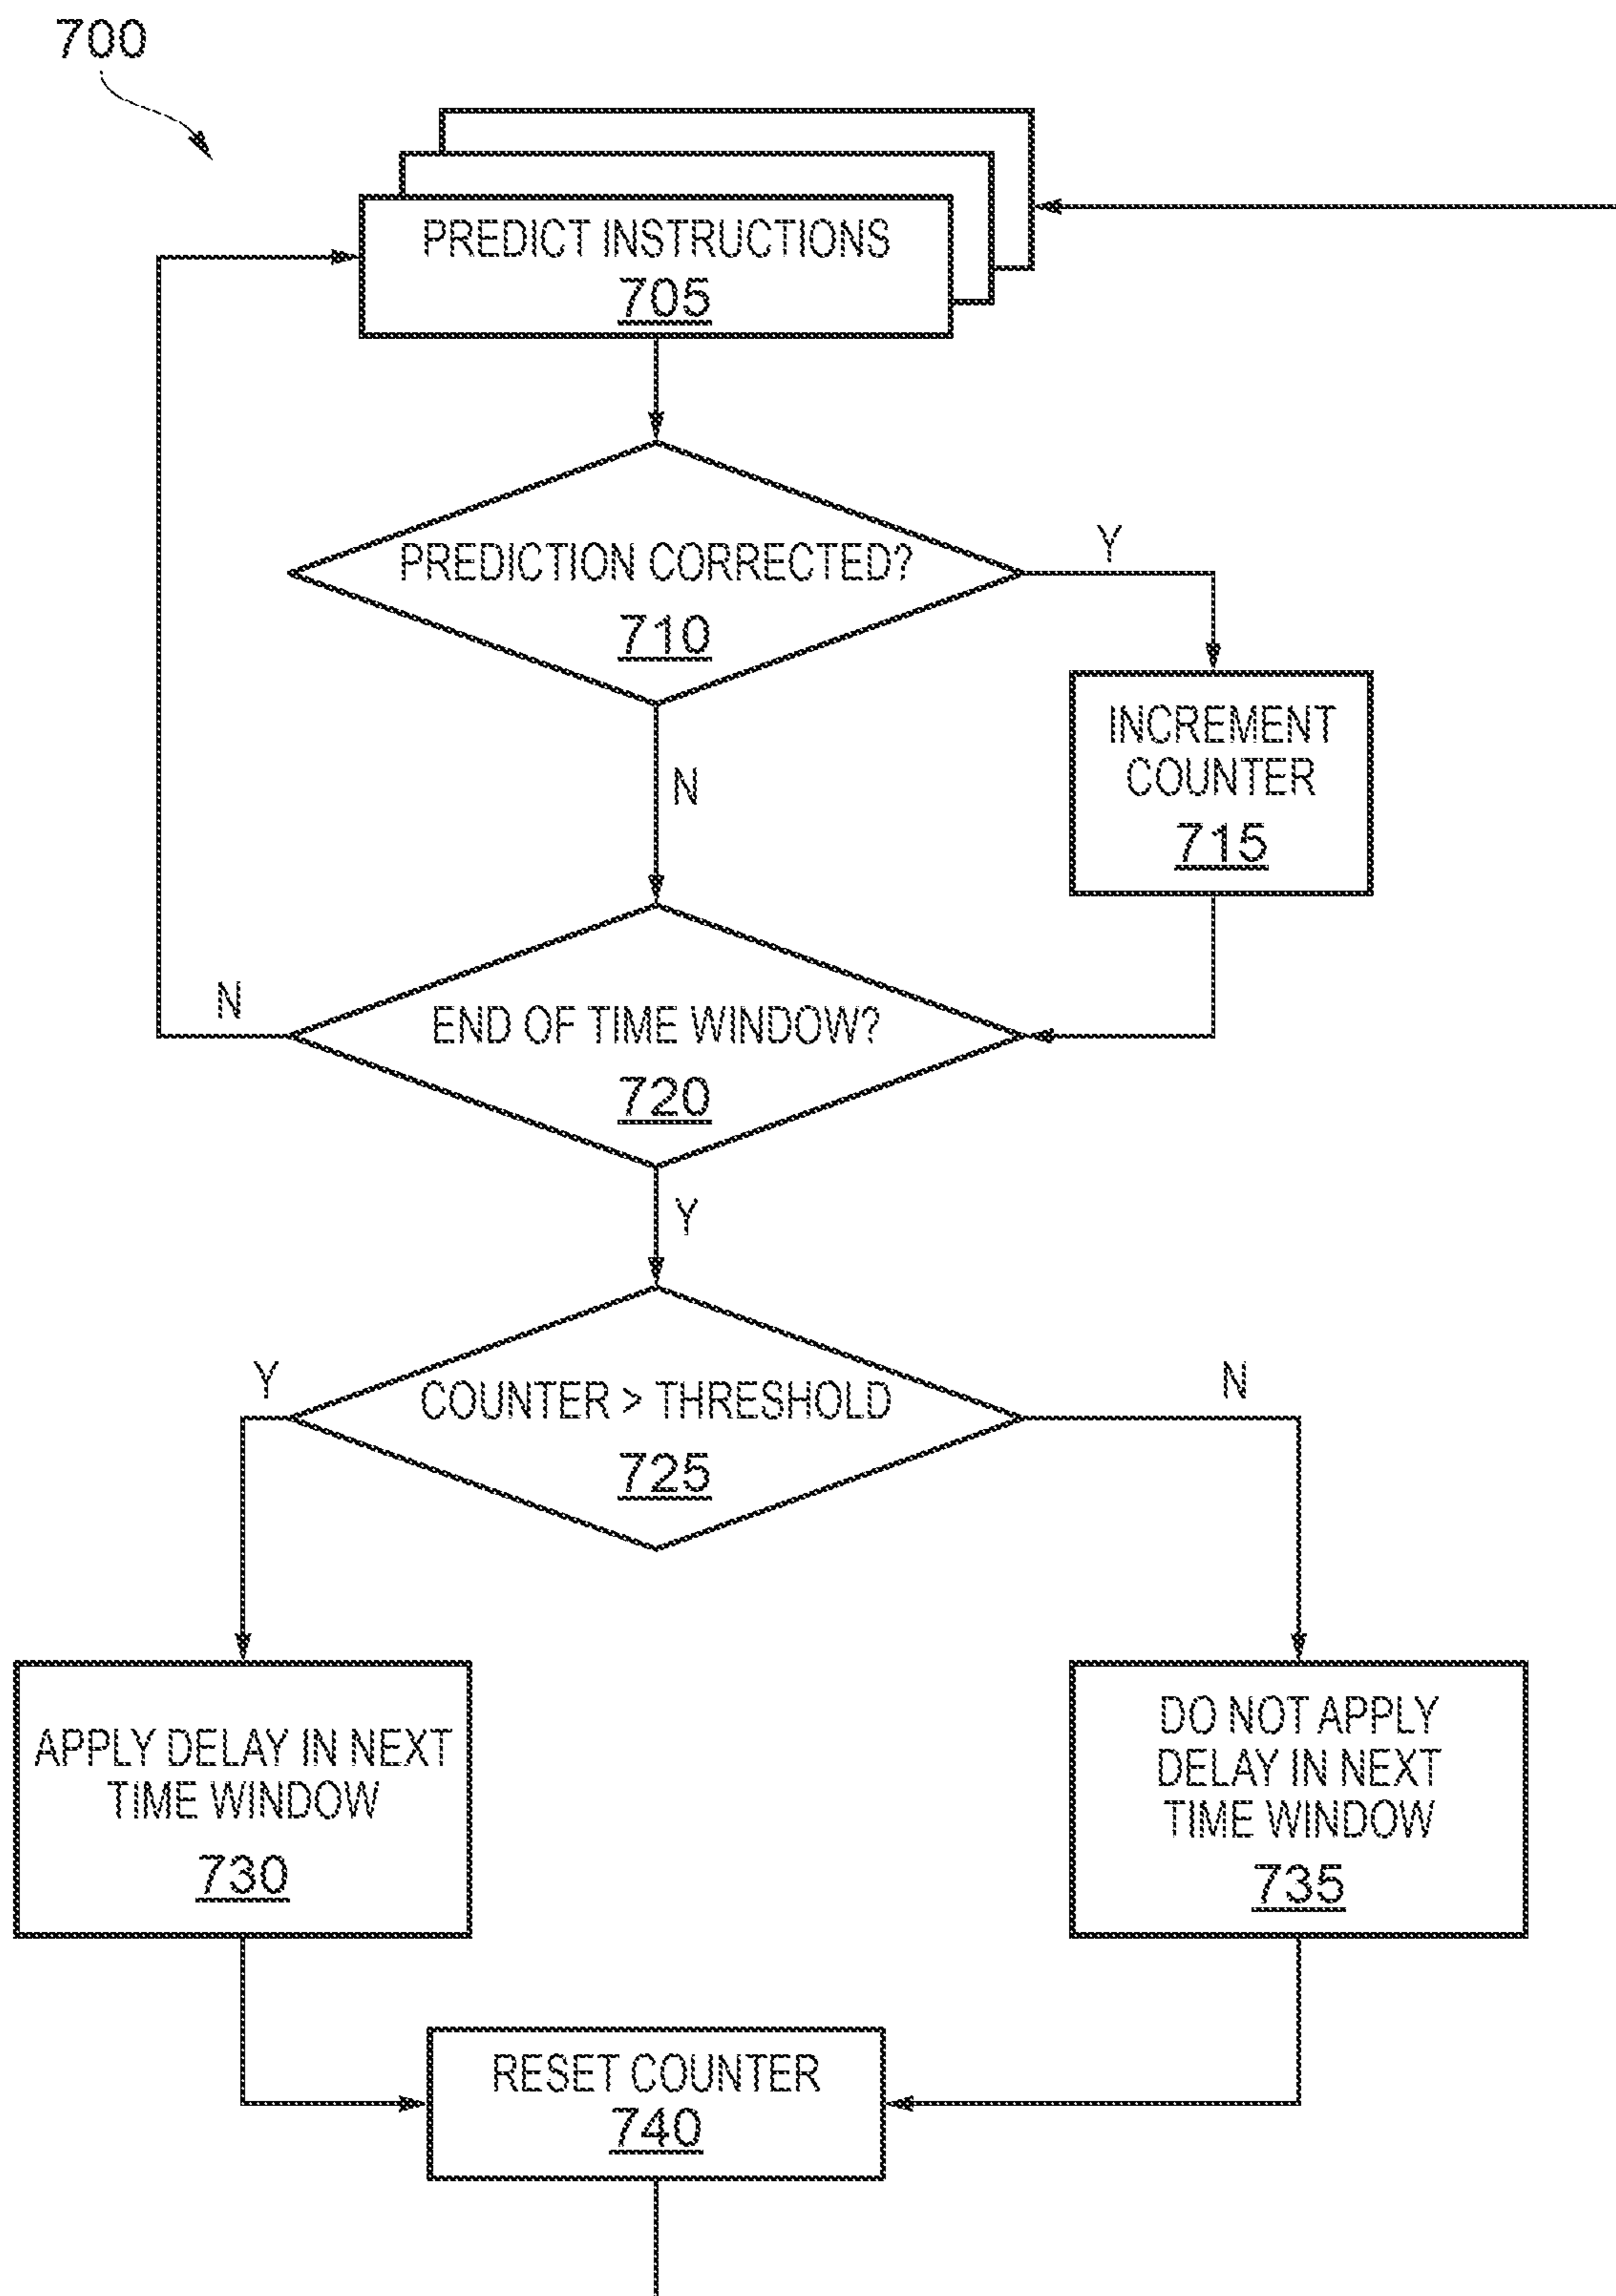 700
PREDICT INSTRUCTIONS
705
PREDICTION CORRECTED?
710
Y
INCREMENT
COUNTER
715
N
N
END OF TIME WINDOW?
720
Y
Y
COUNTER > THRESHOLD
725
N
APPLY DELAY IN NEXT
TIME WINDOW
730
DO NOT APPLY
DELAY IN NEXT
TIME WINDOW
735
RESET COUNTER
740